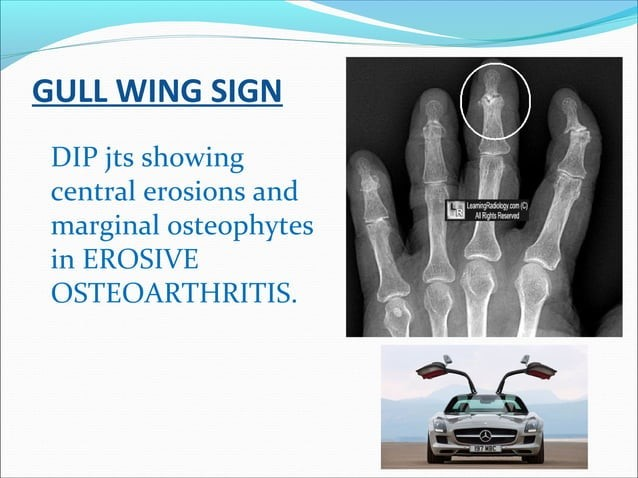 GULL WING SIGN
DIP jts showing
central erosions and
marginal osteophytes
in EROSIVE
OSTEOARTHRITIS.
LR
LearningRadiology.com (C)
All Rights Reserved